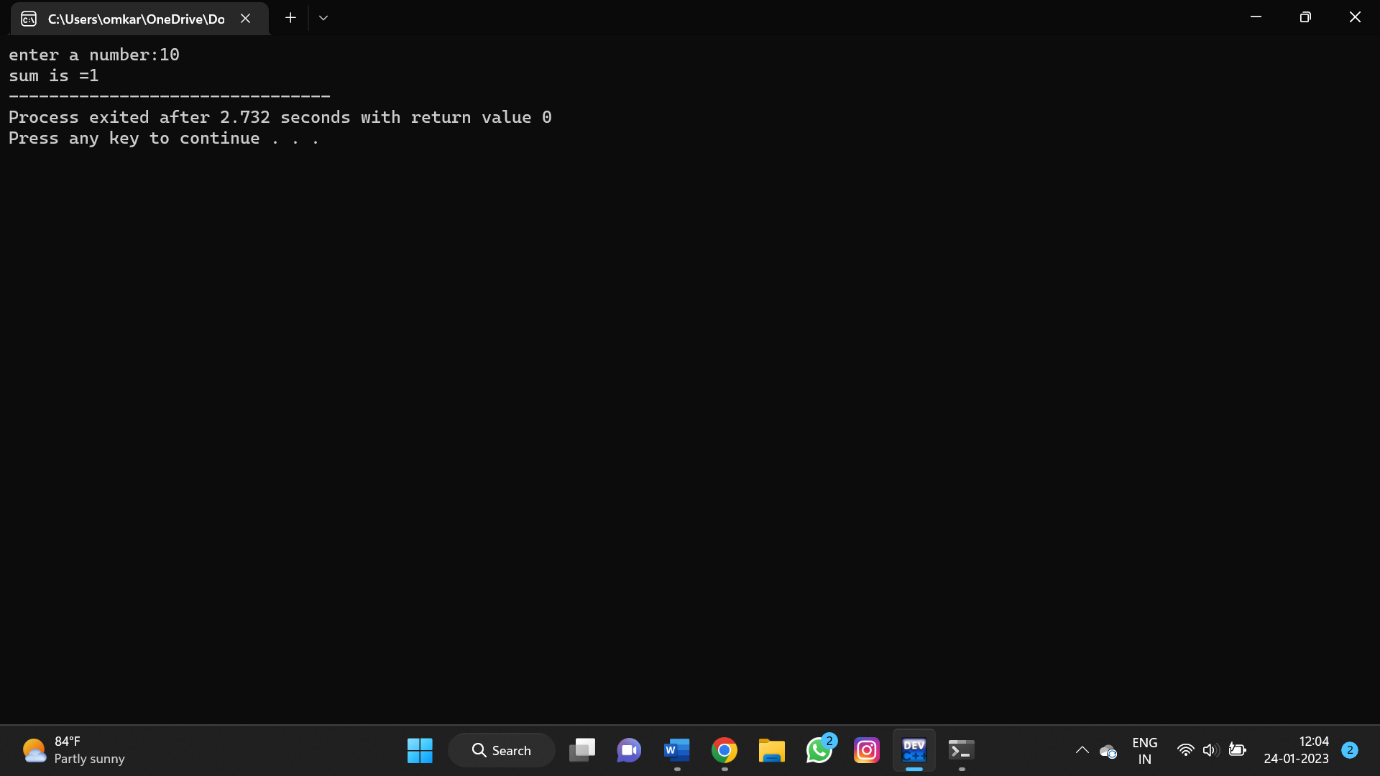 C:\Users\omkar\OneDrive\Do
enter a number:10
sum is =1
--------------------------------
Process exited after 2.732 seconds with return value 0
Press any key to continue . . .
84°F
Partly sunny
Search
2
DEV
ENG
IN
12:04
24-01-2023
2